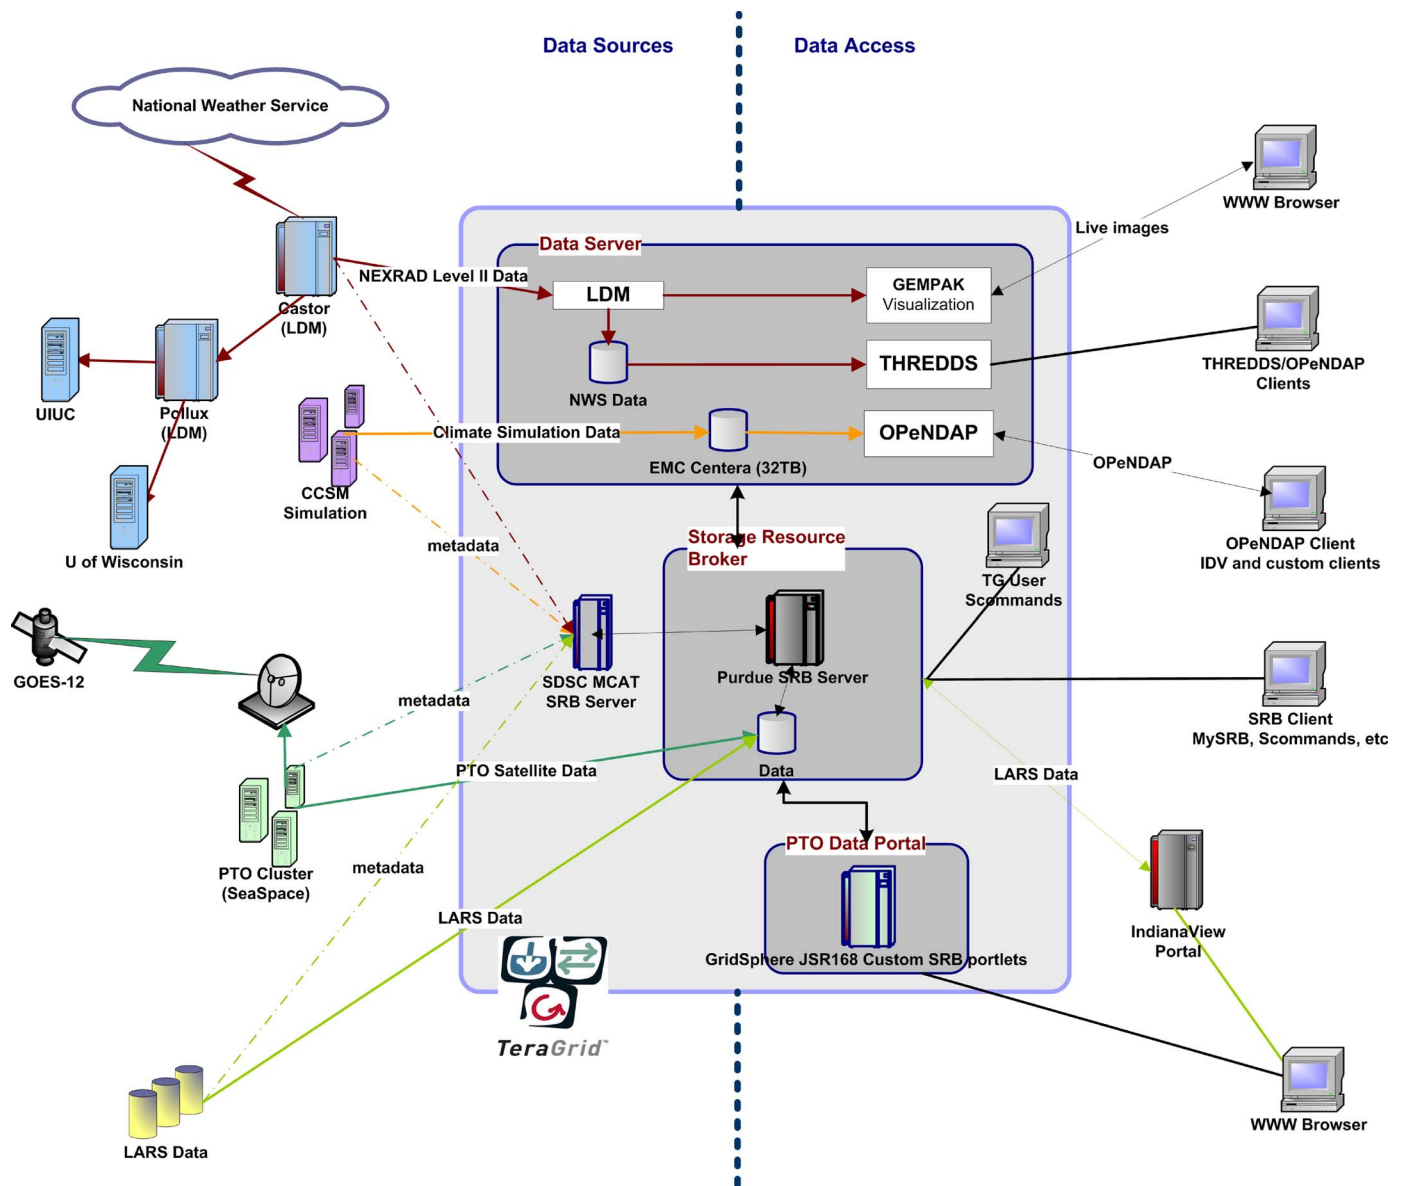 Data Sources
Data Access
National Weather Service
WWW Browser
Live images
Data Server
NEXRAD Level II Data
LDM
GEMPAK
Visualization
Castor
(LDM)
THREDDS
THREDDS/OPeNDAP
Clients
UIUC
Pollux
(LDM)
NWS Data
Climate Simulation Data
OPeNDAP
EMC Centera (32TB)
OPeNDAP
CCSM
Simulation
U of Wisconsin
metadata
Storage Resource
Broker
OPeNDAP Client
IDV and custom clients
TG User
Scommands
GOES-12
SDSC MCAT
SRB Server
Purdue SRB Server
metadata
SRB Client
MySRB, Scommands, etc
PTO Satellite Data
Data
LARS Data
PTO Cluster
(SeaSpace)
metadata
PTO Data Portal
LARS Data
IndianaView
Portal
GridSphere JSR168 Custom SRB portlets
TeraGrid™
LARS Data
WWW Browser